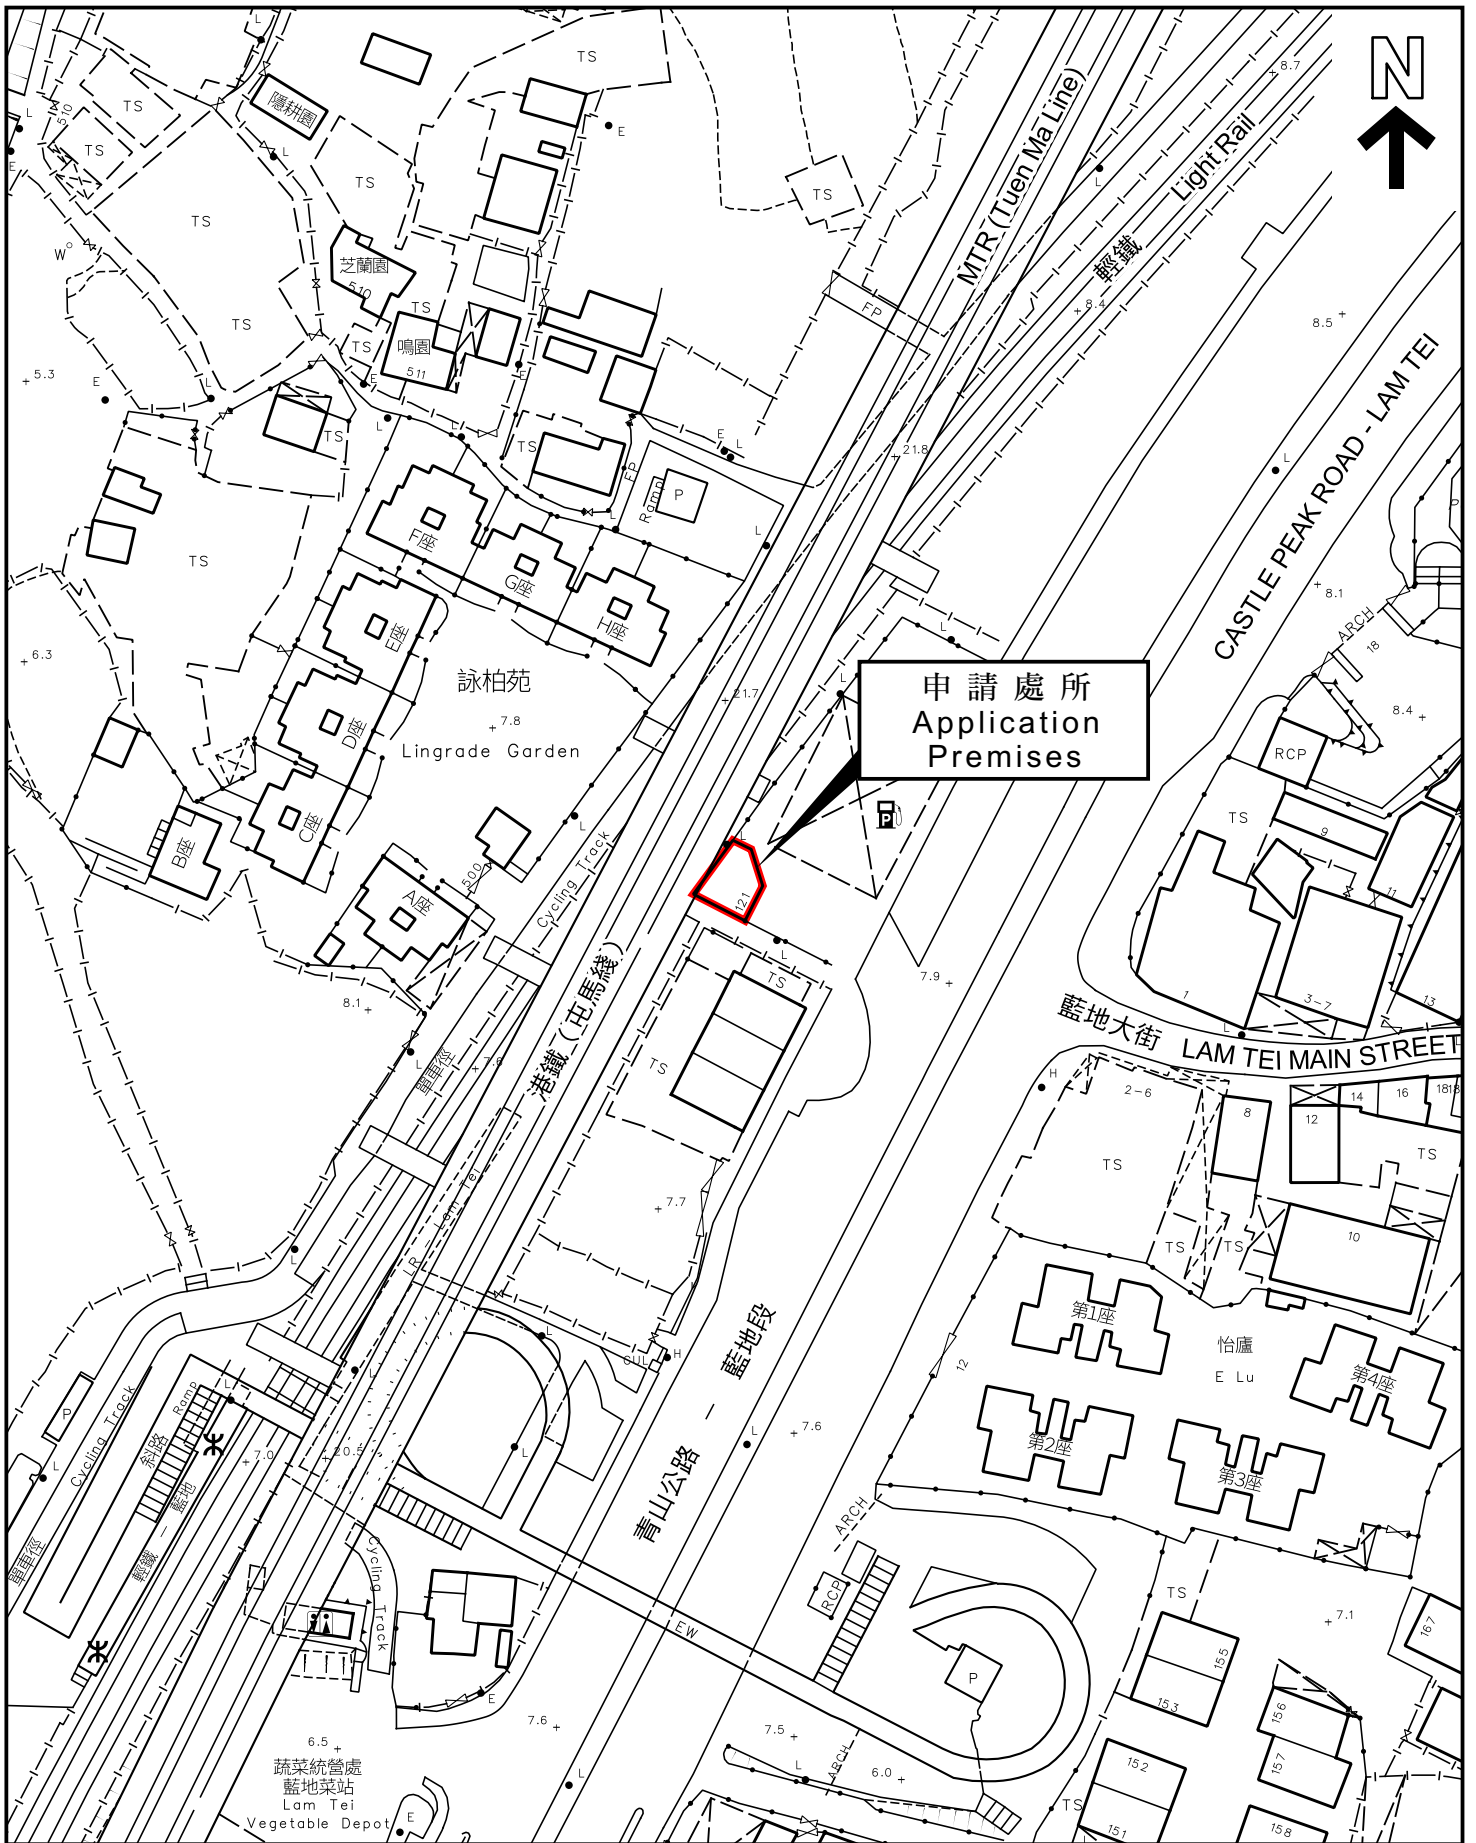 N
申請處所
Application
Premises
MTR (Tuen Ma Line)
Light Rail
輕鐵
CASTLE PEAK ROAD - LAM TEI
隱耕園
芝蘭園
510
鳴園
511
510
TS
TS
TS
TS
TS
TS
TS
TS
TS
TS
TS
TS
W
E
L
FP
FP
Ramp
P
8.7
8.4
8.5
5.3
21.8
8.1
6.3
F座
G座
H座
E座
D座
C座
B座
A座
詠柏苑
7.8
Lingrade Garden
21.7
500
Cycling Track
121
P
ARCH
18
8.4
RCP
TS
9
11
1
3-7
13
7.9
8.1
7.6
單車徑
港鐵（屯馬綫）
TS
TS
藍地大街
LAM TEI MAIN STREET
H
2-6
8
12
14
16
18
TS
TS
TS
TS
10
7.7
LR - Lam Tei
CUL
H
藍地段
青山公路 —
7.6
12
第1座
第2座
第3座
第4座
怡廬
E Lu
P
Cycling Track
Ramp
斜路
輕鐵 — 藍地
單車徑
7.0
20.5
Cycling Track
EW
ARCH
RCP
P
TS
7.1
167
155
153
156
157
152
151
158
TS
7.6
7.5
6.0
ARCH
6.5
蔬菜統營處
藍地菜站
Lam Tei
Vegetable Depot
E